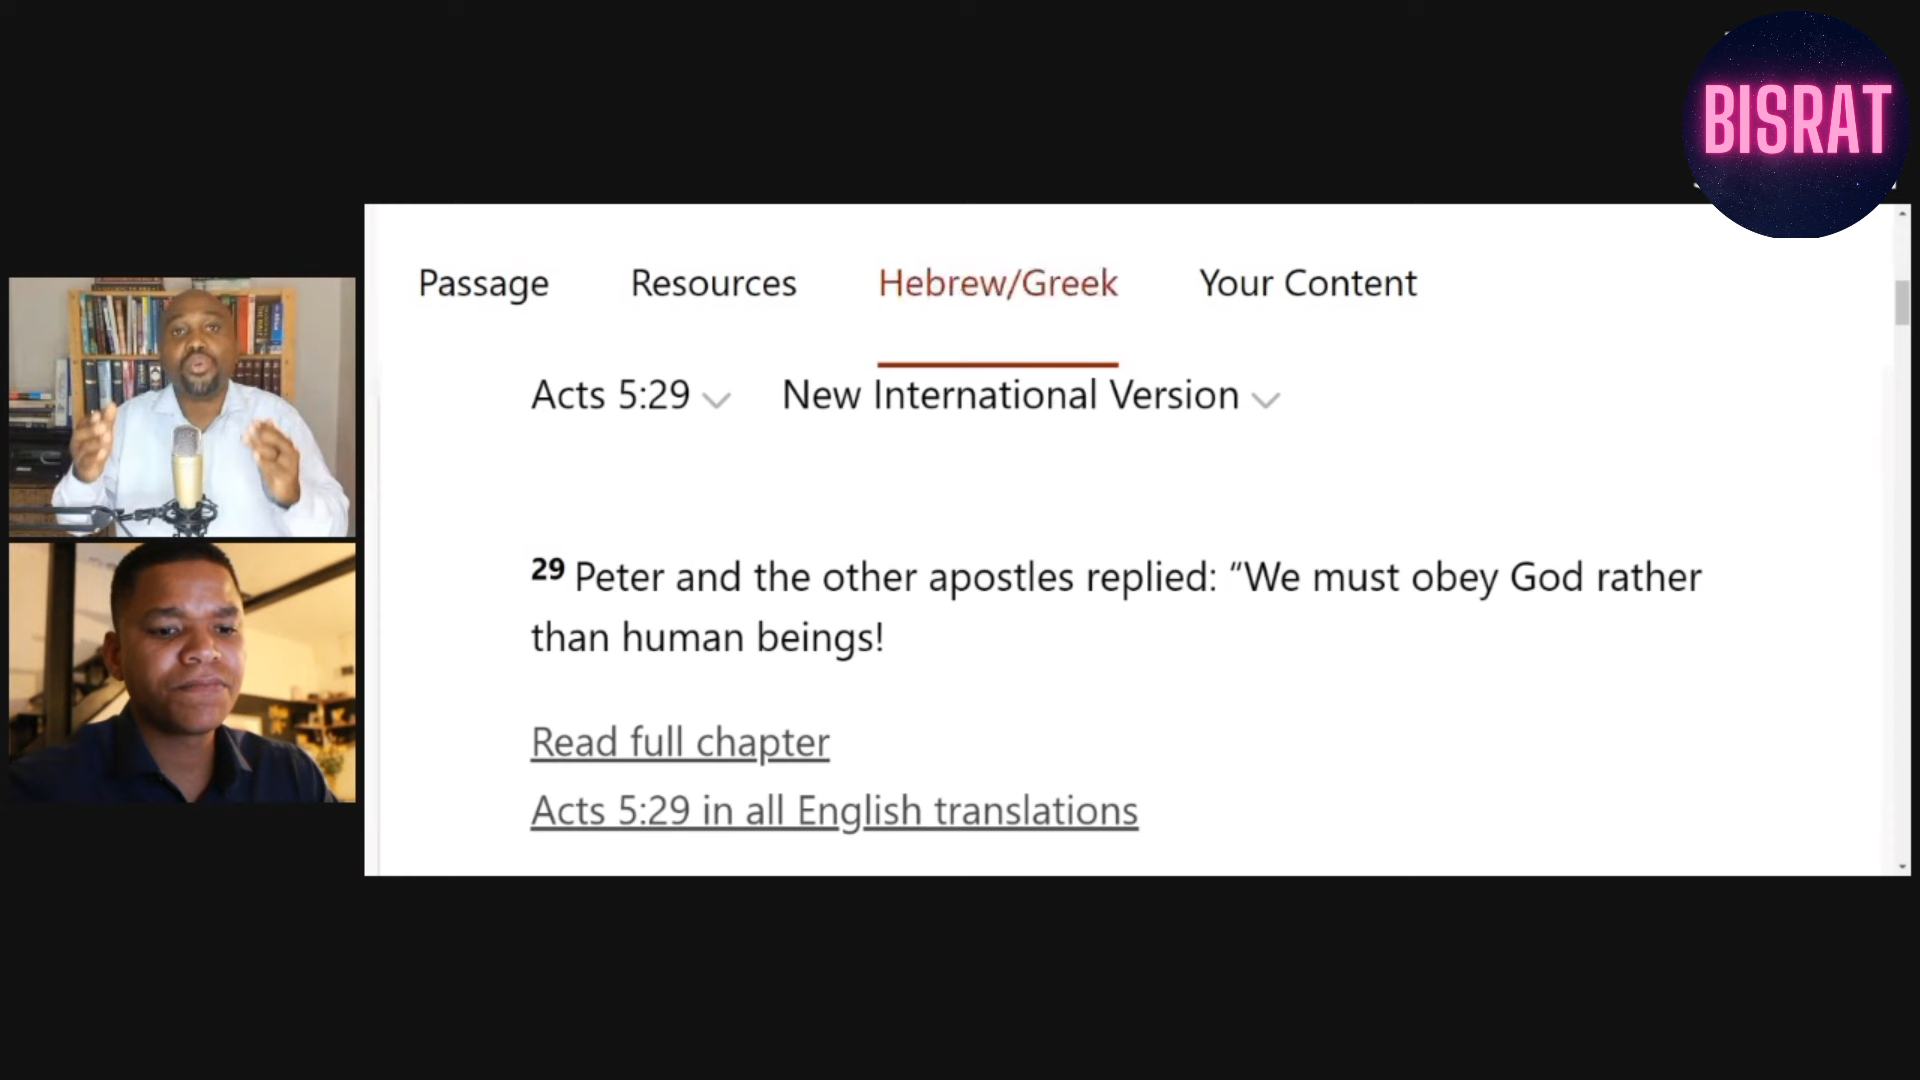 BISRAT
Passage Resources Hebrew/Greek Your Content
Acts 5:29 New International Version
29 Peter and the other apostles replied: “We must obey God rather
than human beings!
Read full chapter
Acts 5:29 in all English translations